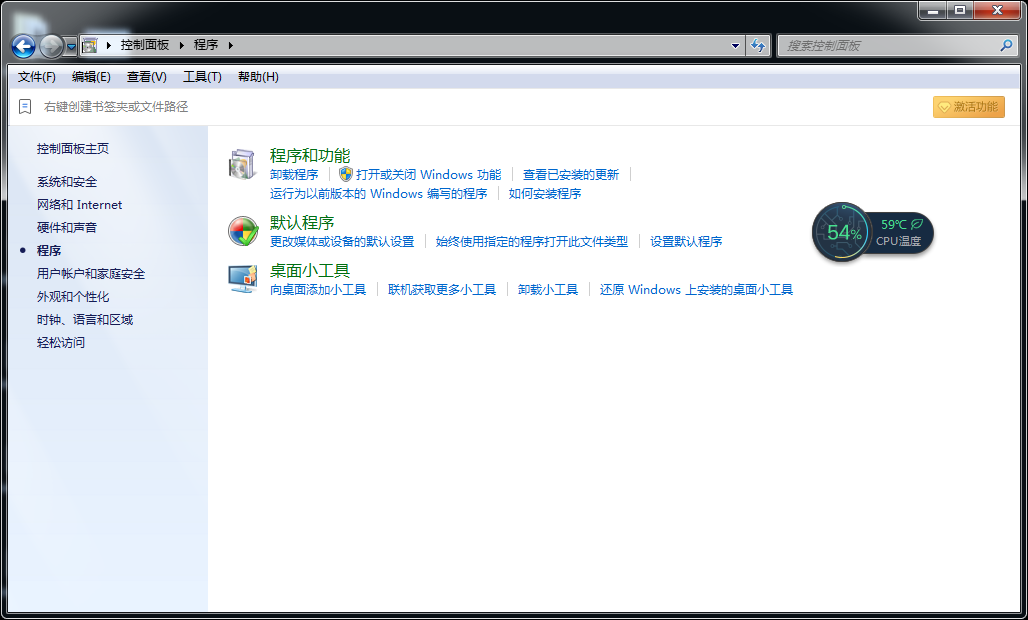 控制面板 程序
搜索控制面板
文件(F) 编辑(E) 查看(V) 工具(T) 帮助(H)
右键创建书签夹或文件路径
激活功能
控制面板主页
系统和安全
网络和 Internet
硬件和声音
程序
用户帐户和家庭安全
外观和个性化
时钟、语言和区域
轻松访问
程序和功能
卸载程序 打开或关闭 Windows 功能 查看已安装的更新
运行为以前版本的 Windows 编写的程序 如何安装程序
默认程序
更改媒体或设备的默认设置 始终使用指定的程序打开此文件类型 设置默认程序
桌面小工具
向桌面添加小工具 联机获取更多小工具 卸载小工具 还原 Windows 上安装的桌面小工具
54%
59℃
CPU温度